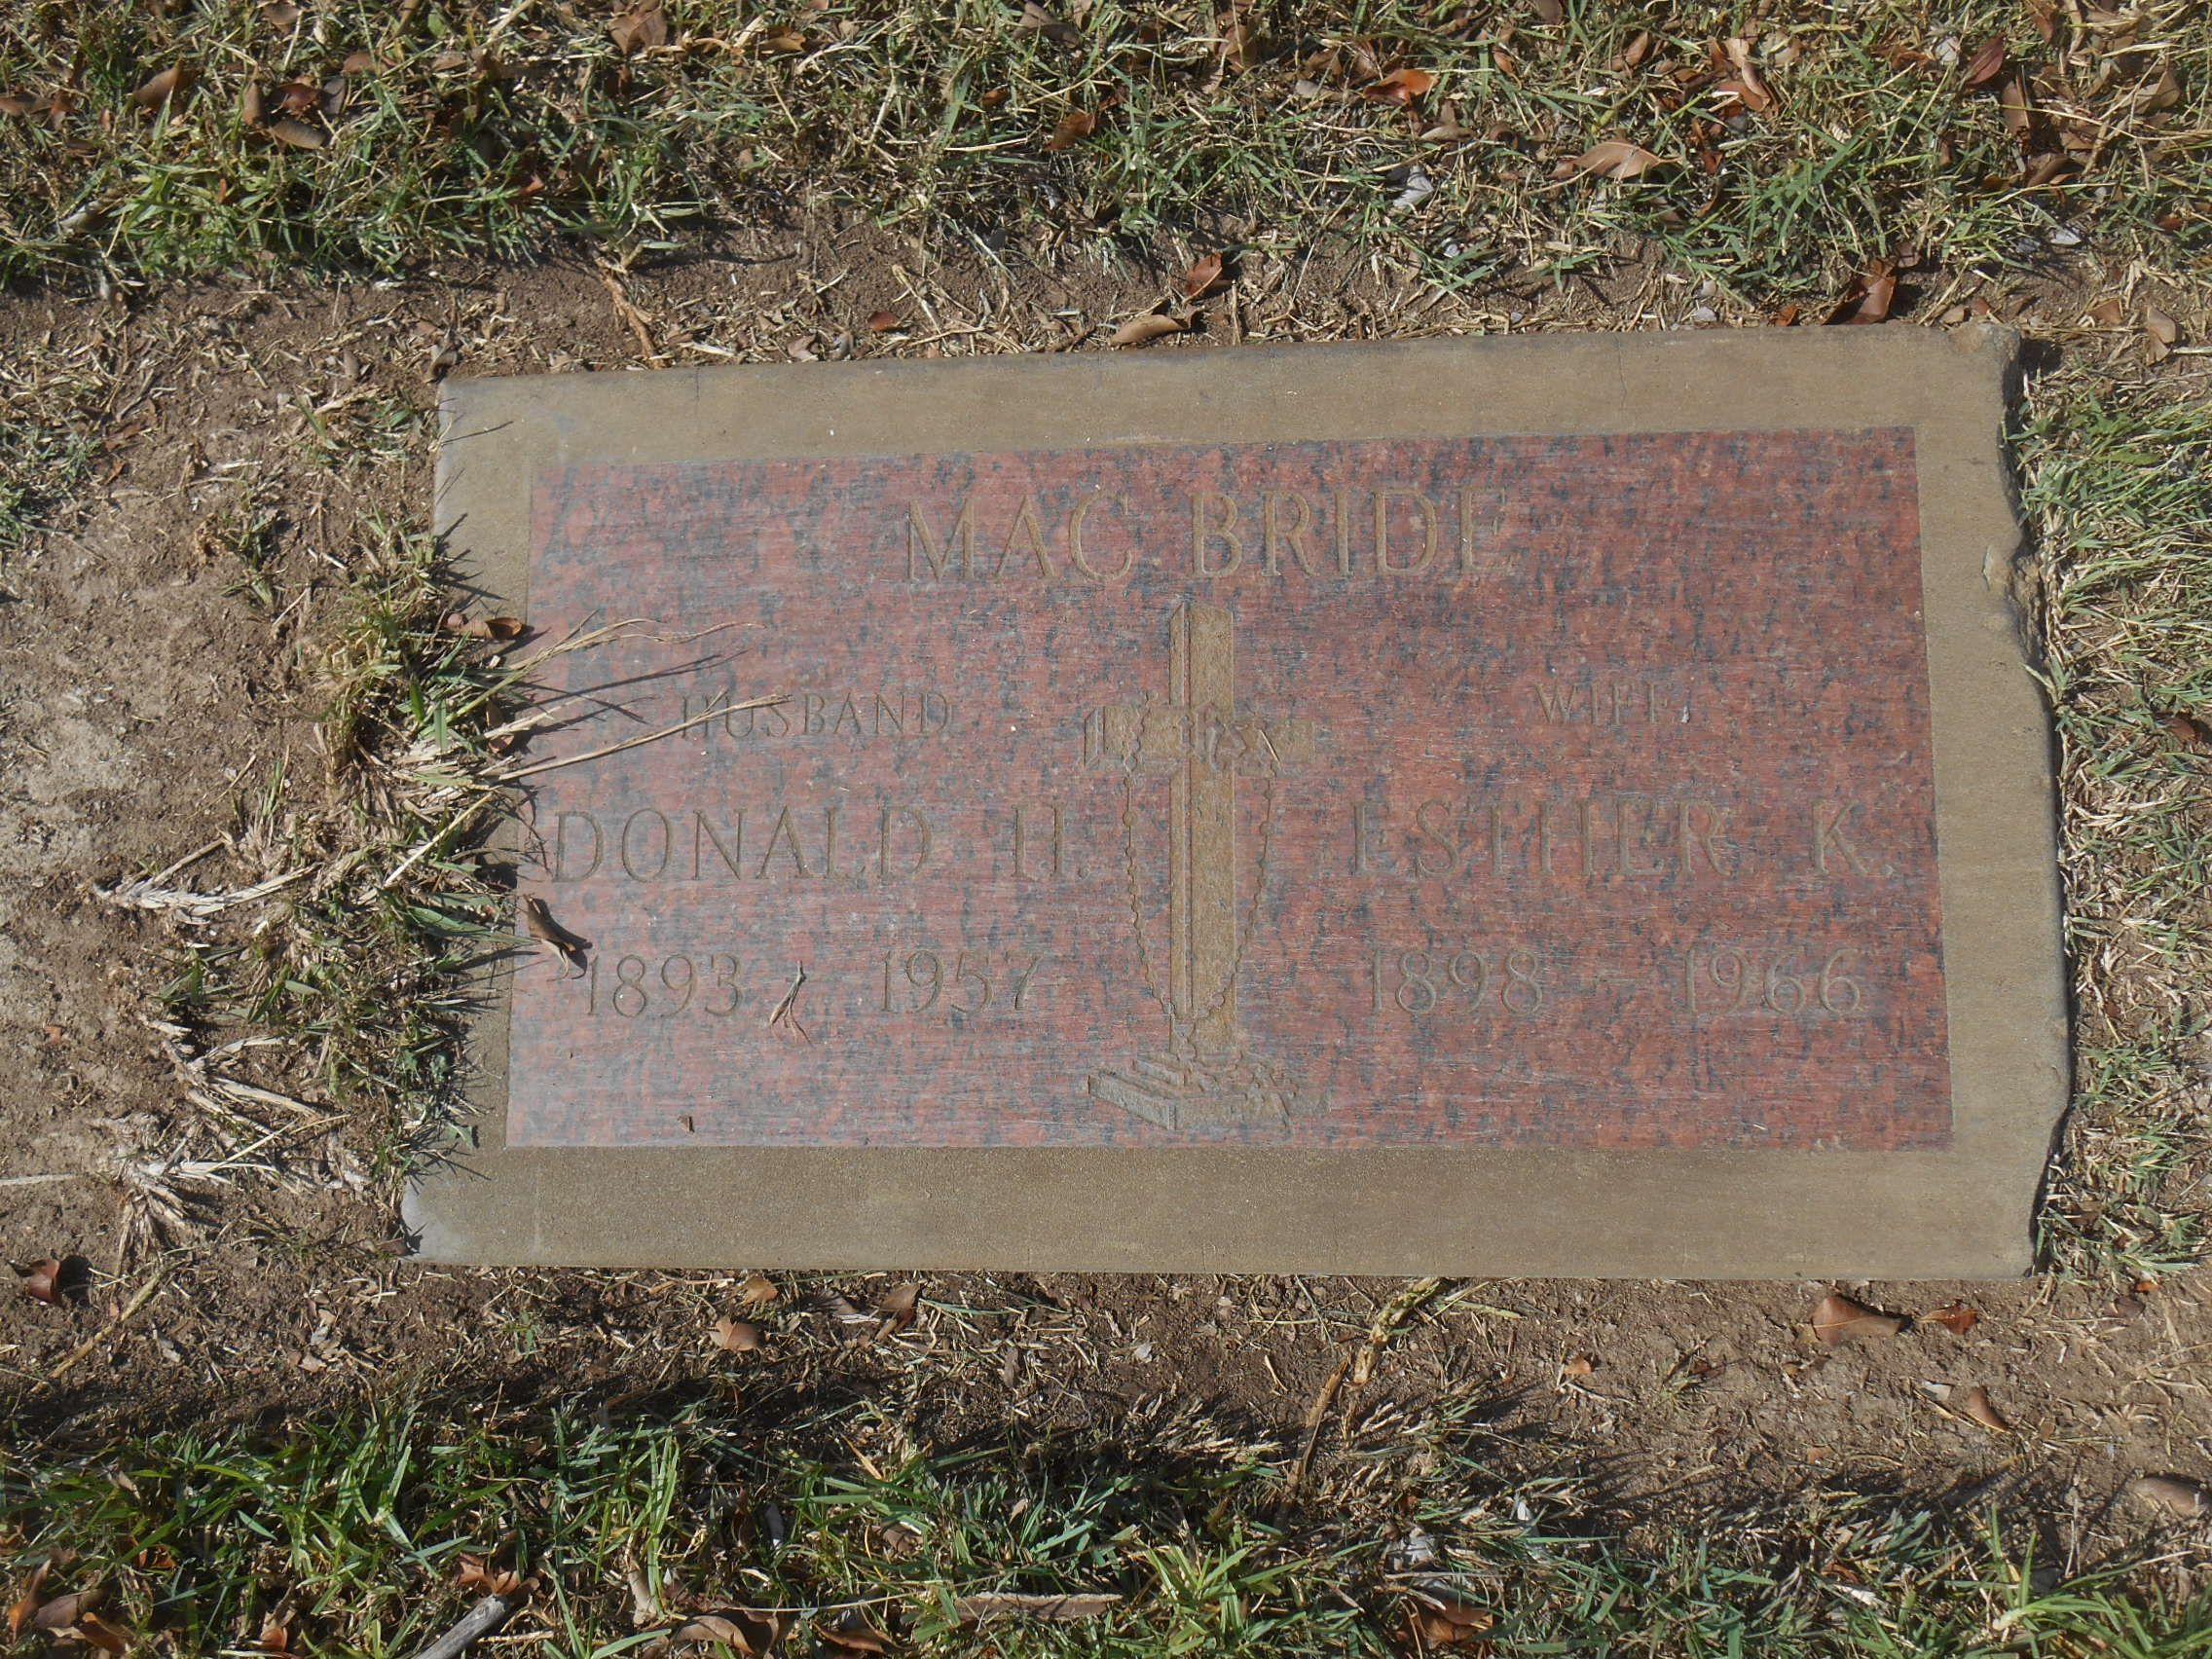 MAC BRIDE
HUSBAND
WIFE
DONALD H.
ESTHER K.
1893 1957
1898 1966